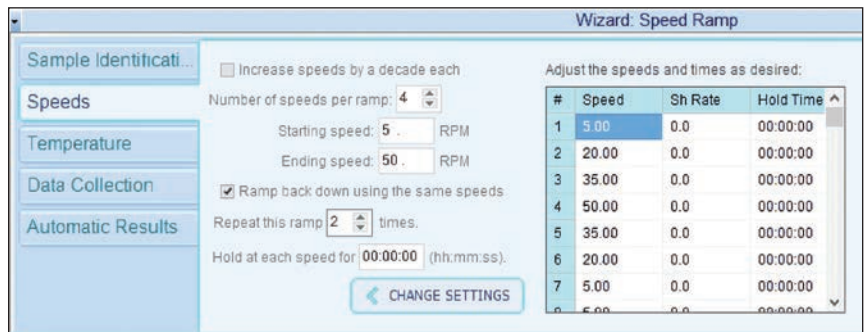 Wizard: Speed Ramp
Sample Identificati...
Speeds
Temperature
Data Collection
Automatic Results
Increase speeds by a decade each
Number of speeds per ramp: 4
Starting speed: 5 . RPM
Ending speed: 50 . RPM
Ramp back down using the same speeds
Repeat this ramp 2 times.
Hold at each speed for 00:00:00 (hh:mm:ss).
CHANGE SETTINGS
Adjust the speeds and times as desired:
# Speed Sh Rate Hold Time
1 5.00 0.0 00:00:00
2 20.00 0.0 00:00:00
3 35.00 0.0 00:00:00
4 50.00 0.0 00:00:00
5 35.00 0.0 00:00:00
6 20.00 0.0 00:00:00
7 5.00 0.0 00:00:00